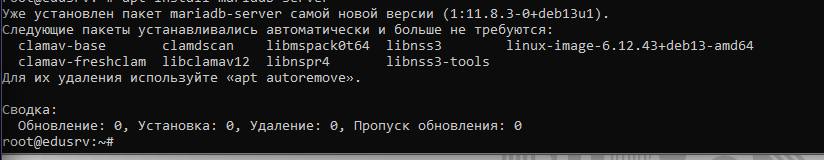 root@edusrv:~# apt install mariadb-server
Уже установлен пакет mariadb-server самой новой версии (1:11.8.3-0+deb13u1).
Следующие пакеты устанавливались автоматически и больше не требуются:
clamav-base clamdscan libmspack0t64 libnss3 linux-image-6.12.43+deb13-amd64
clamav-freshclam libclamav12 libnspr4 libnss3-tools
Для их удаления используйте «apt autoremove».
Сводка:
Обновление: 0, Установка: 0, Удаление: 0, Пропуск обновления: 0
root@edusrv:~#